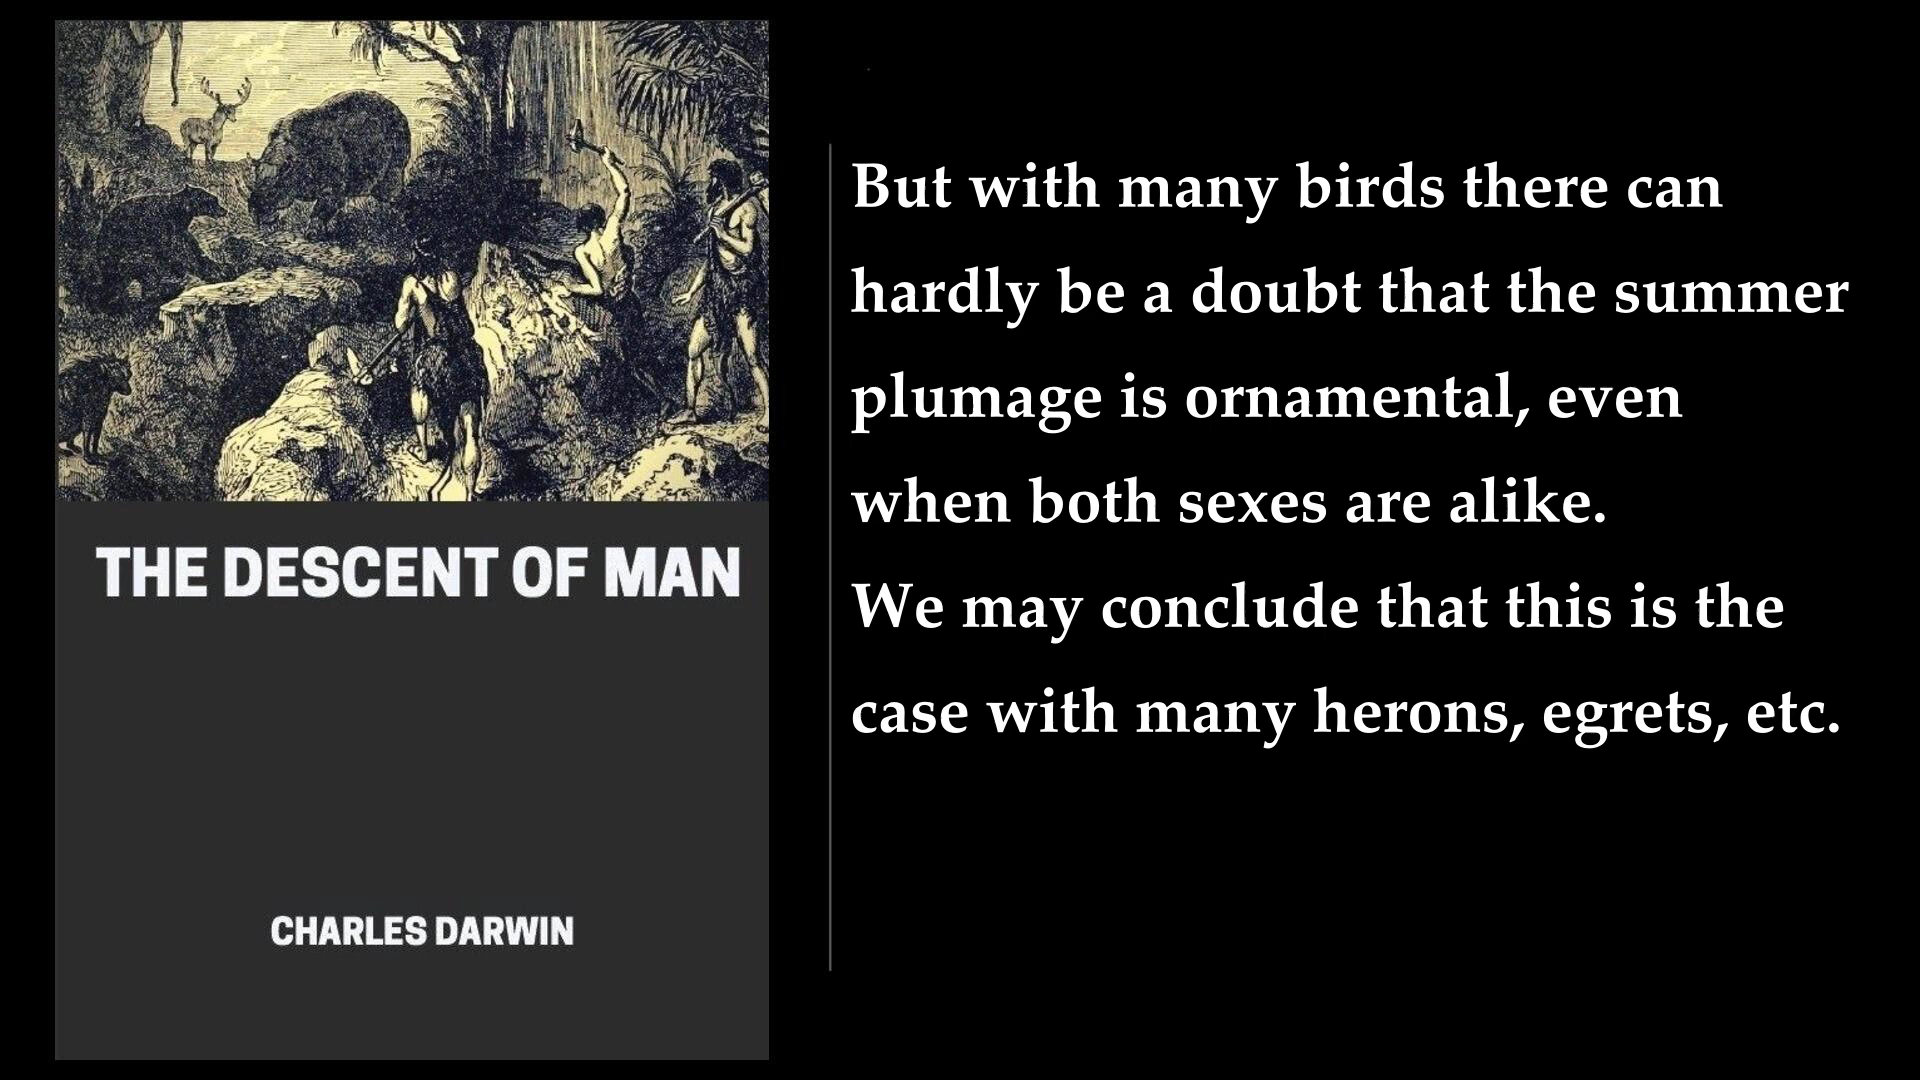 THE DESCENT OF MAN
CHARLES DARWIN
But with many birds there can
hardly be a doubt that the summer
plumage is ornamental, even
when both sexes are alike.
We may conclude that this is the
case with many herons, egrets, etc.